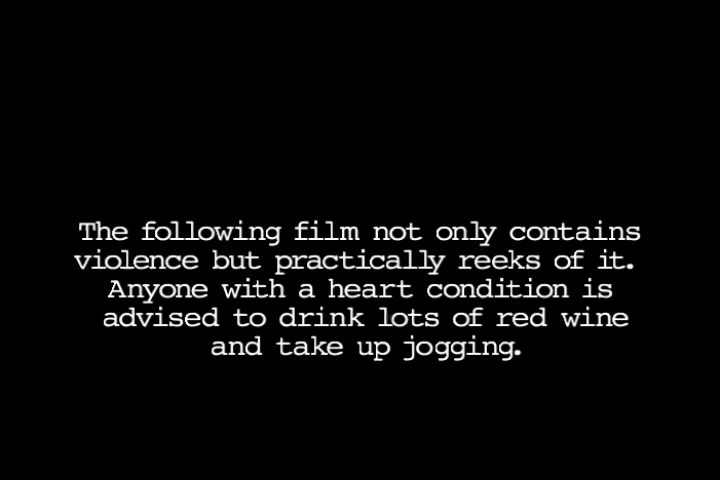 The following film not only contains
violence but practically reeks of it.
Anyone with a heart condition is
advised to drink lots of red wine
and take up jogging.